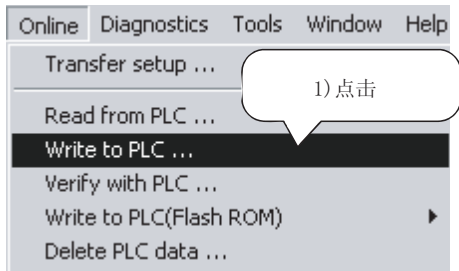 Online Diagnostics Tools Window Help
Transfer setup ...
1)点击
Read from PLC ...
Write to PLC ...
Verify with PLC ...
Write to PLC(Flash ROM)
Delete PLC data ...